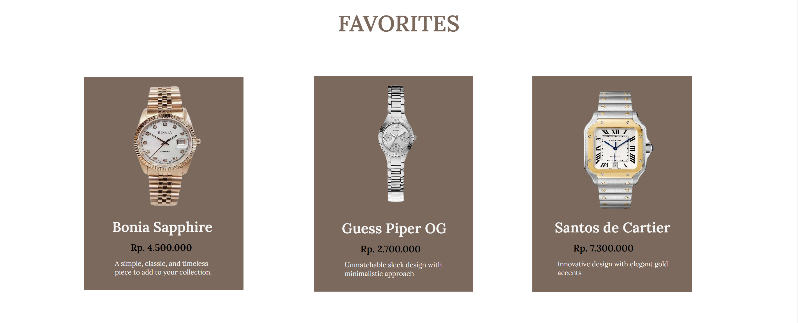 FAVORITES
Bonia Sapphire
Rp. 4.500.000
A simple, classic, and timeless
piece to add to your collection.
Guess Piper OG
Rp. 2.700.000
Unmatchable sleek design with
minimalistic approach
Santos de Cartier
Rp. 7.300.000
Innovative design with elegant gold
accents